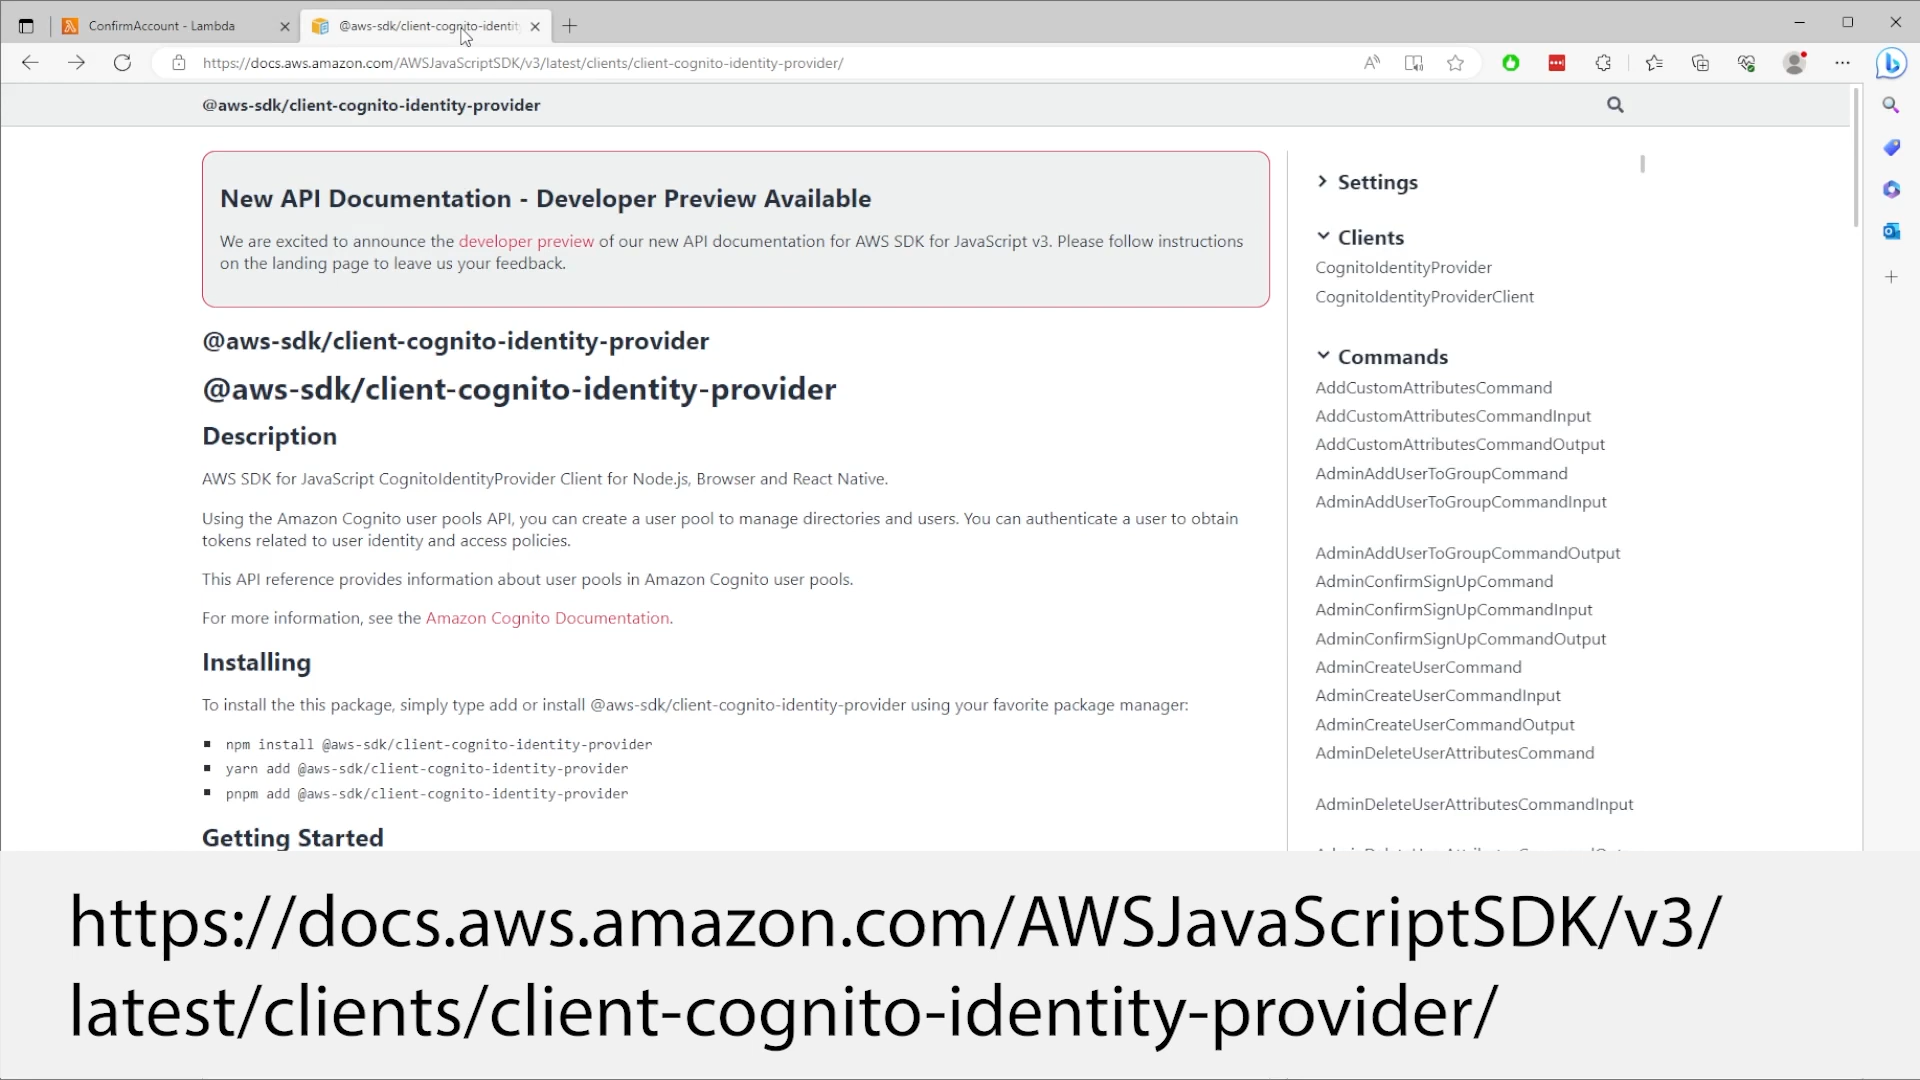 ConfirmAccount - Lambda
@aws-sdk/client-cognito-identit
https://docs.aws.amazon.com/AWSJavaScriptSDK/v3/latest/clients/client-cognito-identity-provider/
@aws-sdk/client-cognito-identity-provider
New API Documentation - Developer Preview Available
We are excited to announce the developer preview of our new API documentation for AWS SDK for JavaScript v3. Please follow instructions
on the landing page to leave us your feedback.
@aws-sdk/client-cognito-identity-provider
@aws-sdk/client-cognito-identity-provider
Description
AWS SDK for JavaScript CognitoIdentityProvider Client for Node.js, Browser and React Native.
Using the Amazon Cognito user pools API, you can create a user pool to manage directories and users. You can authenticate a user to obtain
tokens related to user identity and access policies.
This API reference provides information about user pools in Amazon Cognito user pools.
For more information, see the Amazon Cognito Documentation.
Installing
To install the this package, simply type add or install @aws-sdk/client-cognito-identity-provider using your favorite package manager:
npm install @aws-sdk/client-cognito-identity-provider
yarn add @aws-sdk/client-cognito-identity-provider
pnpm add @aws-sdk/client-cognito-identity-provider
Getting Started
Settings
Clients
CognitoIdentityProvider
CognitoIdentityProviderClient
Commands
AddCustomAttributesCommand
AddCustomAttributesCommandInput
AddCustomAttributesCommandOutput
AdminAddUserToGroupCommand
AdminAddUserToGroupCommandInput
AdminAddUserToGroupCommandOutput
AdminConfirmSignUpCommand
AdminConfirmSignUpCommandInput
AdminConfirmSignUpCommandOutput
AdminCreateUserCommand
AdminCreateUserCommandInput
AdminCreateUserCommandOutput
AdminDeleteUserAttributesCommand
AdminDeleteUserAttributesCommandInput
https://docs.aws.amazon.com/AWSJavaScriptSDK/v3/
latest/clients/client-cognito-identity-provider/